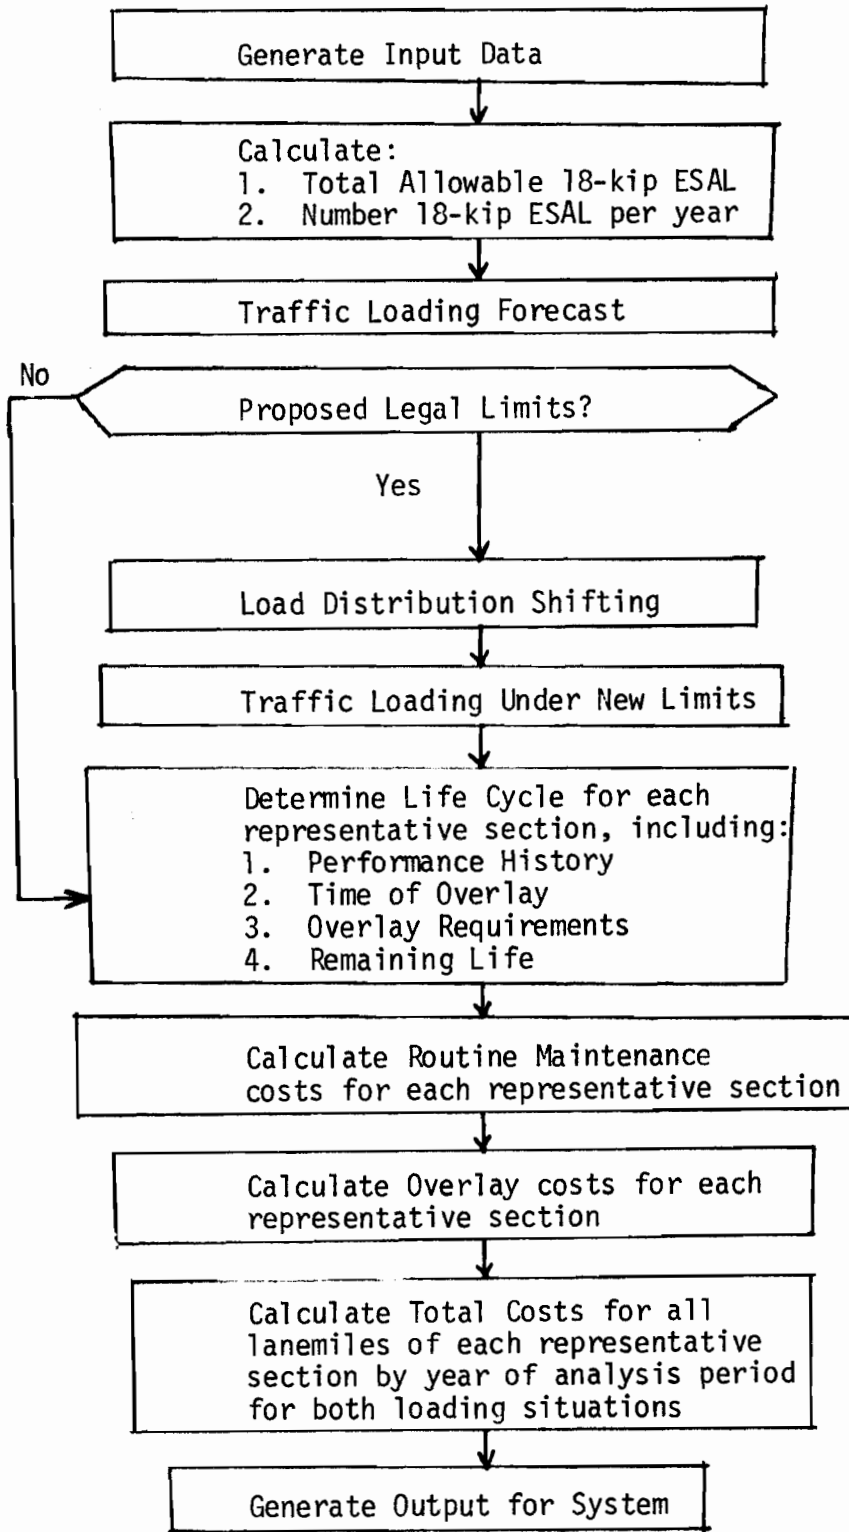 Generate Input Data
Calculate:
1. Total Allowable 18-kip ESAL
2. Number 18-kip ESAL per year
Traffic Loading Forecast
No
Proposed Legal Limits?
Yes
Load Distribution Shifting
Traffic Loading Under New Limits
Determine Life Cycle for each
representative section, including:
1. Performance History
2. Time of Overlay
3. Overlay Requirements
4. Remaining Life
Calculate Routine Maintenance
costs for each representative section
Calculate Overlay costs for each
representative section
Calculate Total Costs for all
lanemiles of each representative
section by year of analysis period
for both loading situations
Generate Output for System